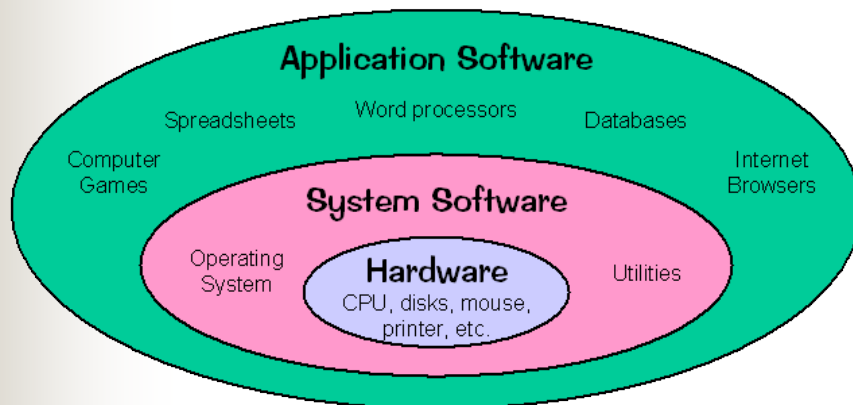 Application Software
Spreadsheets
Word processors
Databases
Computer
Games
Internet
Browsers
System Software
Operating
System
Utilities
Hardware
CPU, disks, mouse,
printer, etc.